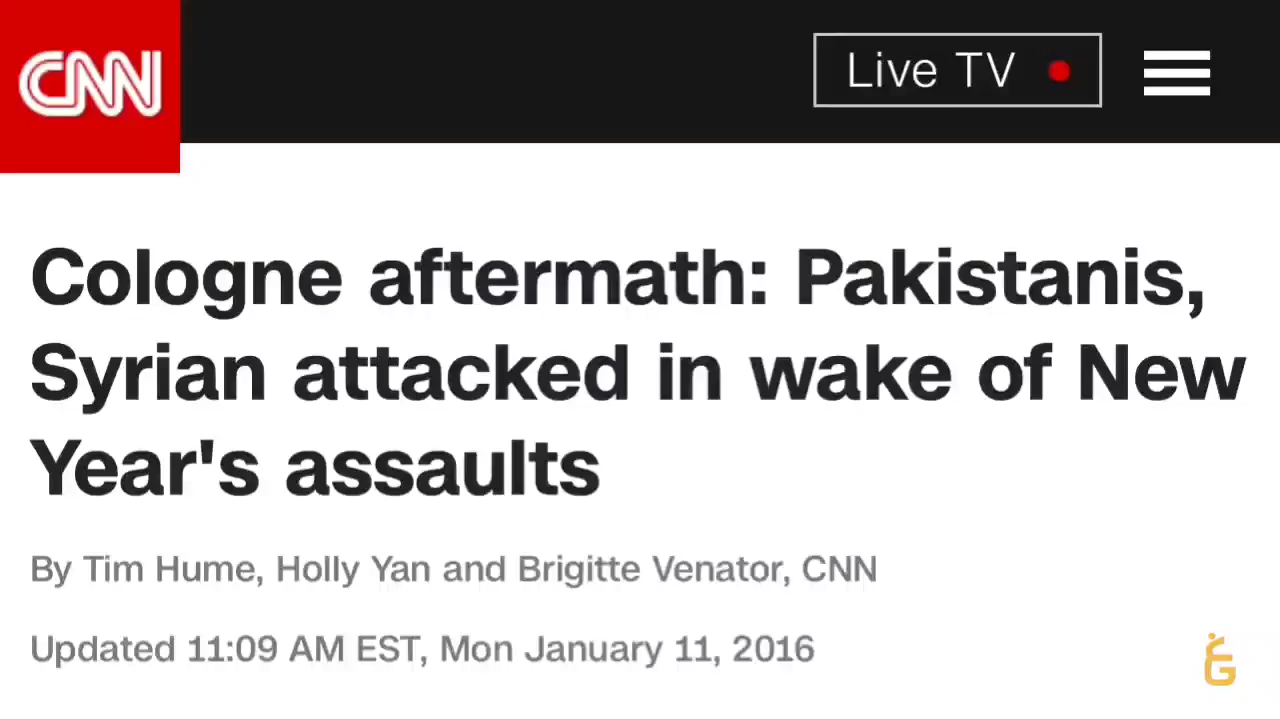 CNN
Live TV
Cologne aftermath: Pakistanis,
Syrian attacked in wake of New
Year's assaults
By Tim Hume, Holly Yan and Brigitte Venator, CNN
Updated 11:09 AM EST, Mon January 11, 2016